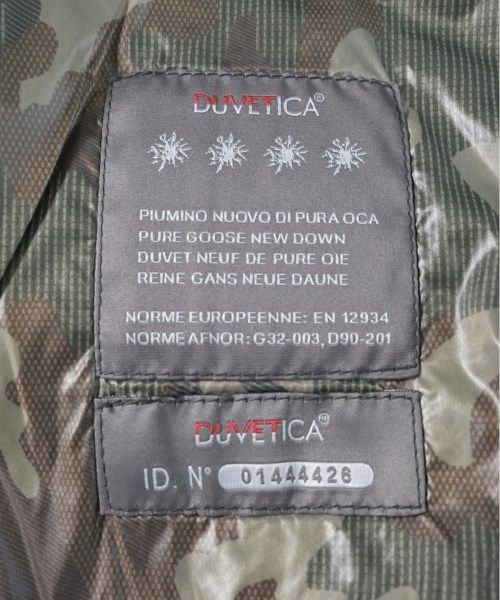 DUVETICA®
PIUMINO NUOVO DI PURA OCA
PURE GOOSE NEW DOWN
DUVET NEUF DE PURE OIE
REINE GANS NEUE DAUNE
NORME EUROPEENNE: EN 12934
NORME AFNOR: G32-003, D90-201
DUVETICA®
ID. N° 01444426